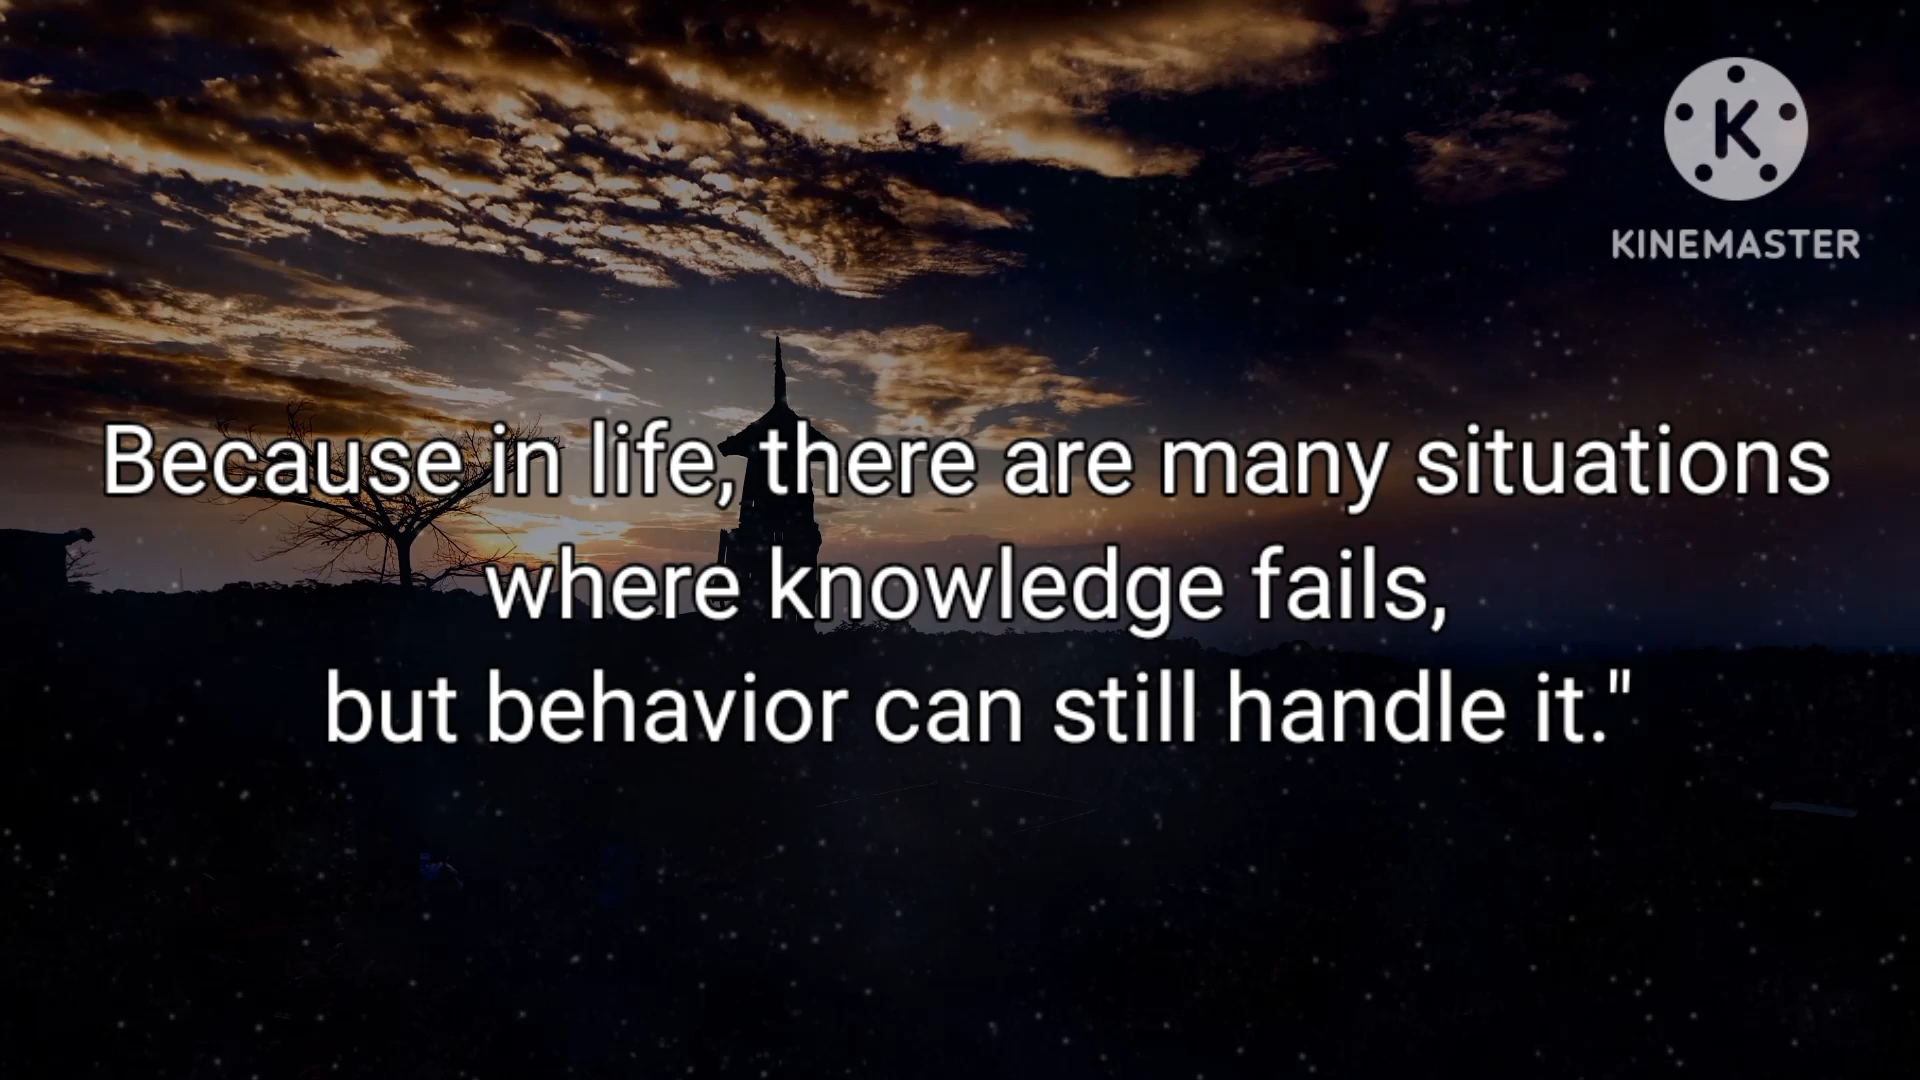 KINEMASTER
Because in life, there are many situations
where knowledge fails,
but behavior can still handle it."